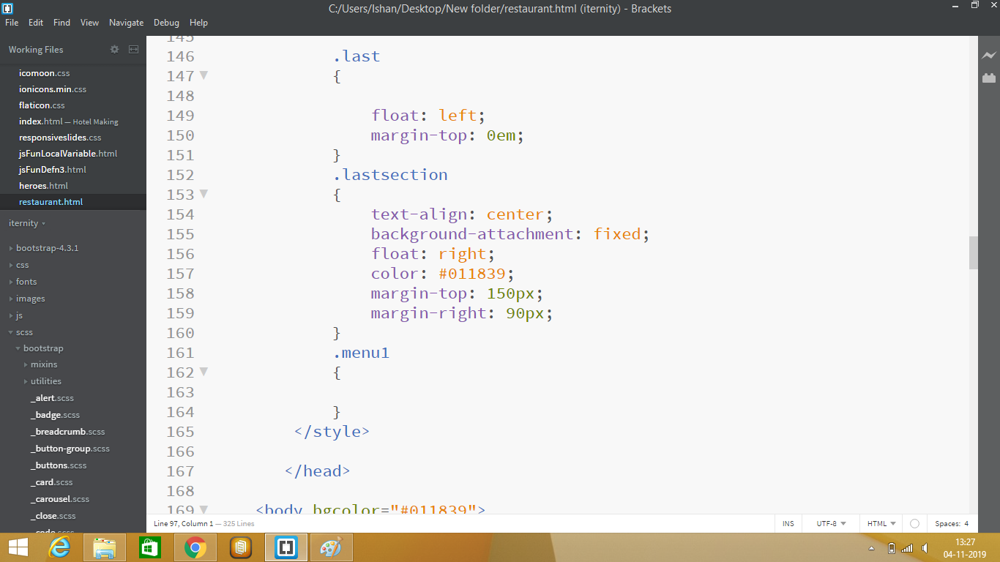 C:/Users/Ishan/Desktop/New folder/restaurant.html (iternity) - Brackets
File Edit Find View Navigate Debug Help
Working Files
icomoon.css
ionicons.min.css
flaticon.css
index.html — Hotel Making
responsiveslides.css
jsFunLocalVariable.html
jsFunDefn3.html
heroes.html
restaurant.html
iternity
bootstrap-4.3.1
css
fonts
images
js
scss
bootstrap
mixins
utilities
_alert.scss
_badge.scss
_breadcrumb.scss
_button-group.scss
_buttons.scss
_card.scss
_carousel.scss
_close.scss
_code.scss
145
146 .last
147 {
148
149 float: left;
150 margin-top: 0em;
151 }
152 .lastsection
153 {
154 text-align: center;
155 background-attachment: fixed;
156 float: right;
157 color: #011839;
158 margin-top: 150px;
159 margin-right: 90px;
160 }
161 .menu1
162 {
163
164 }
165 </style>
166
167 </head>
168
169 <body bgcolor="#011839">
Line 97, Column 1 — 325 Lines
INS UTF-8 HTML Spaces: 4
13:27
04-11-2019